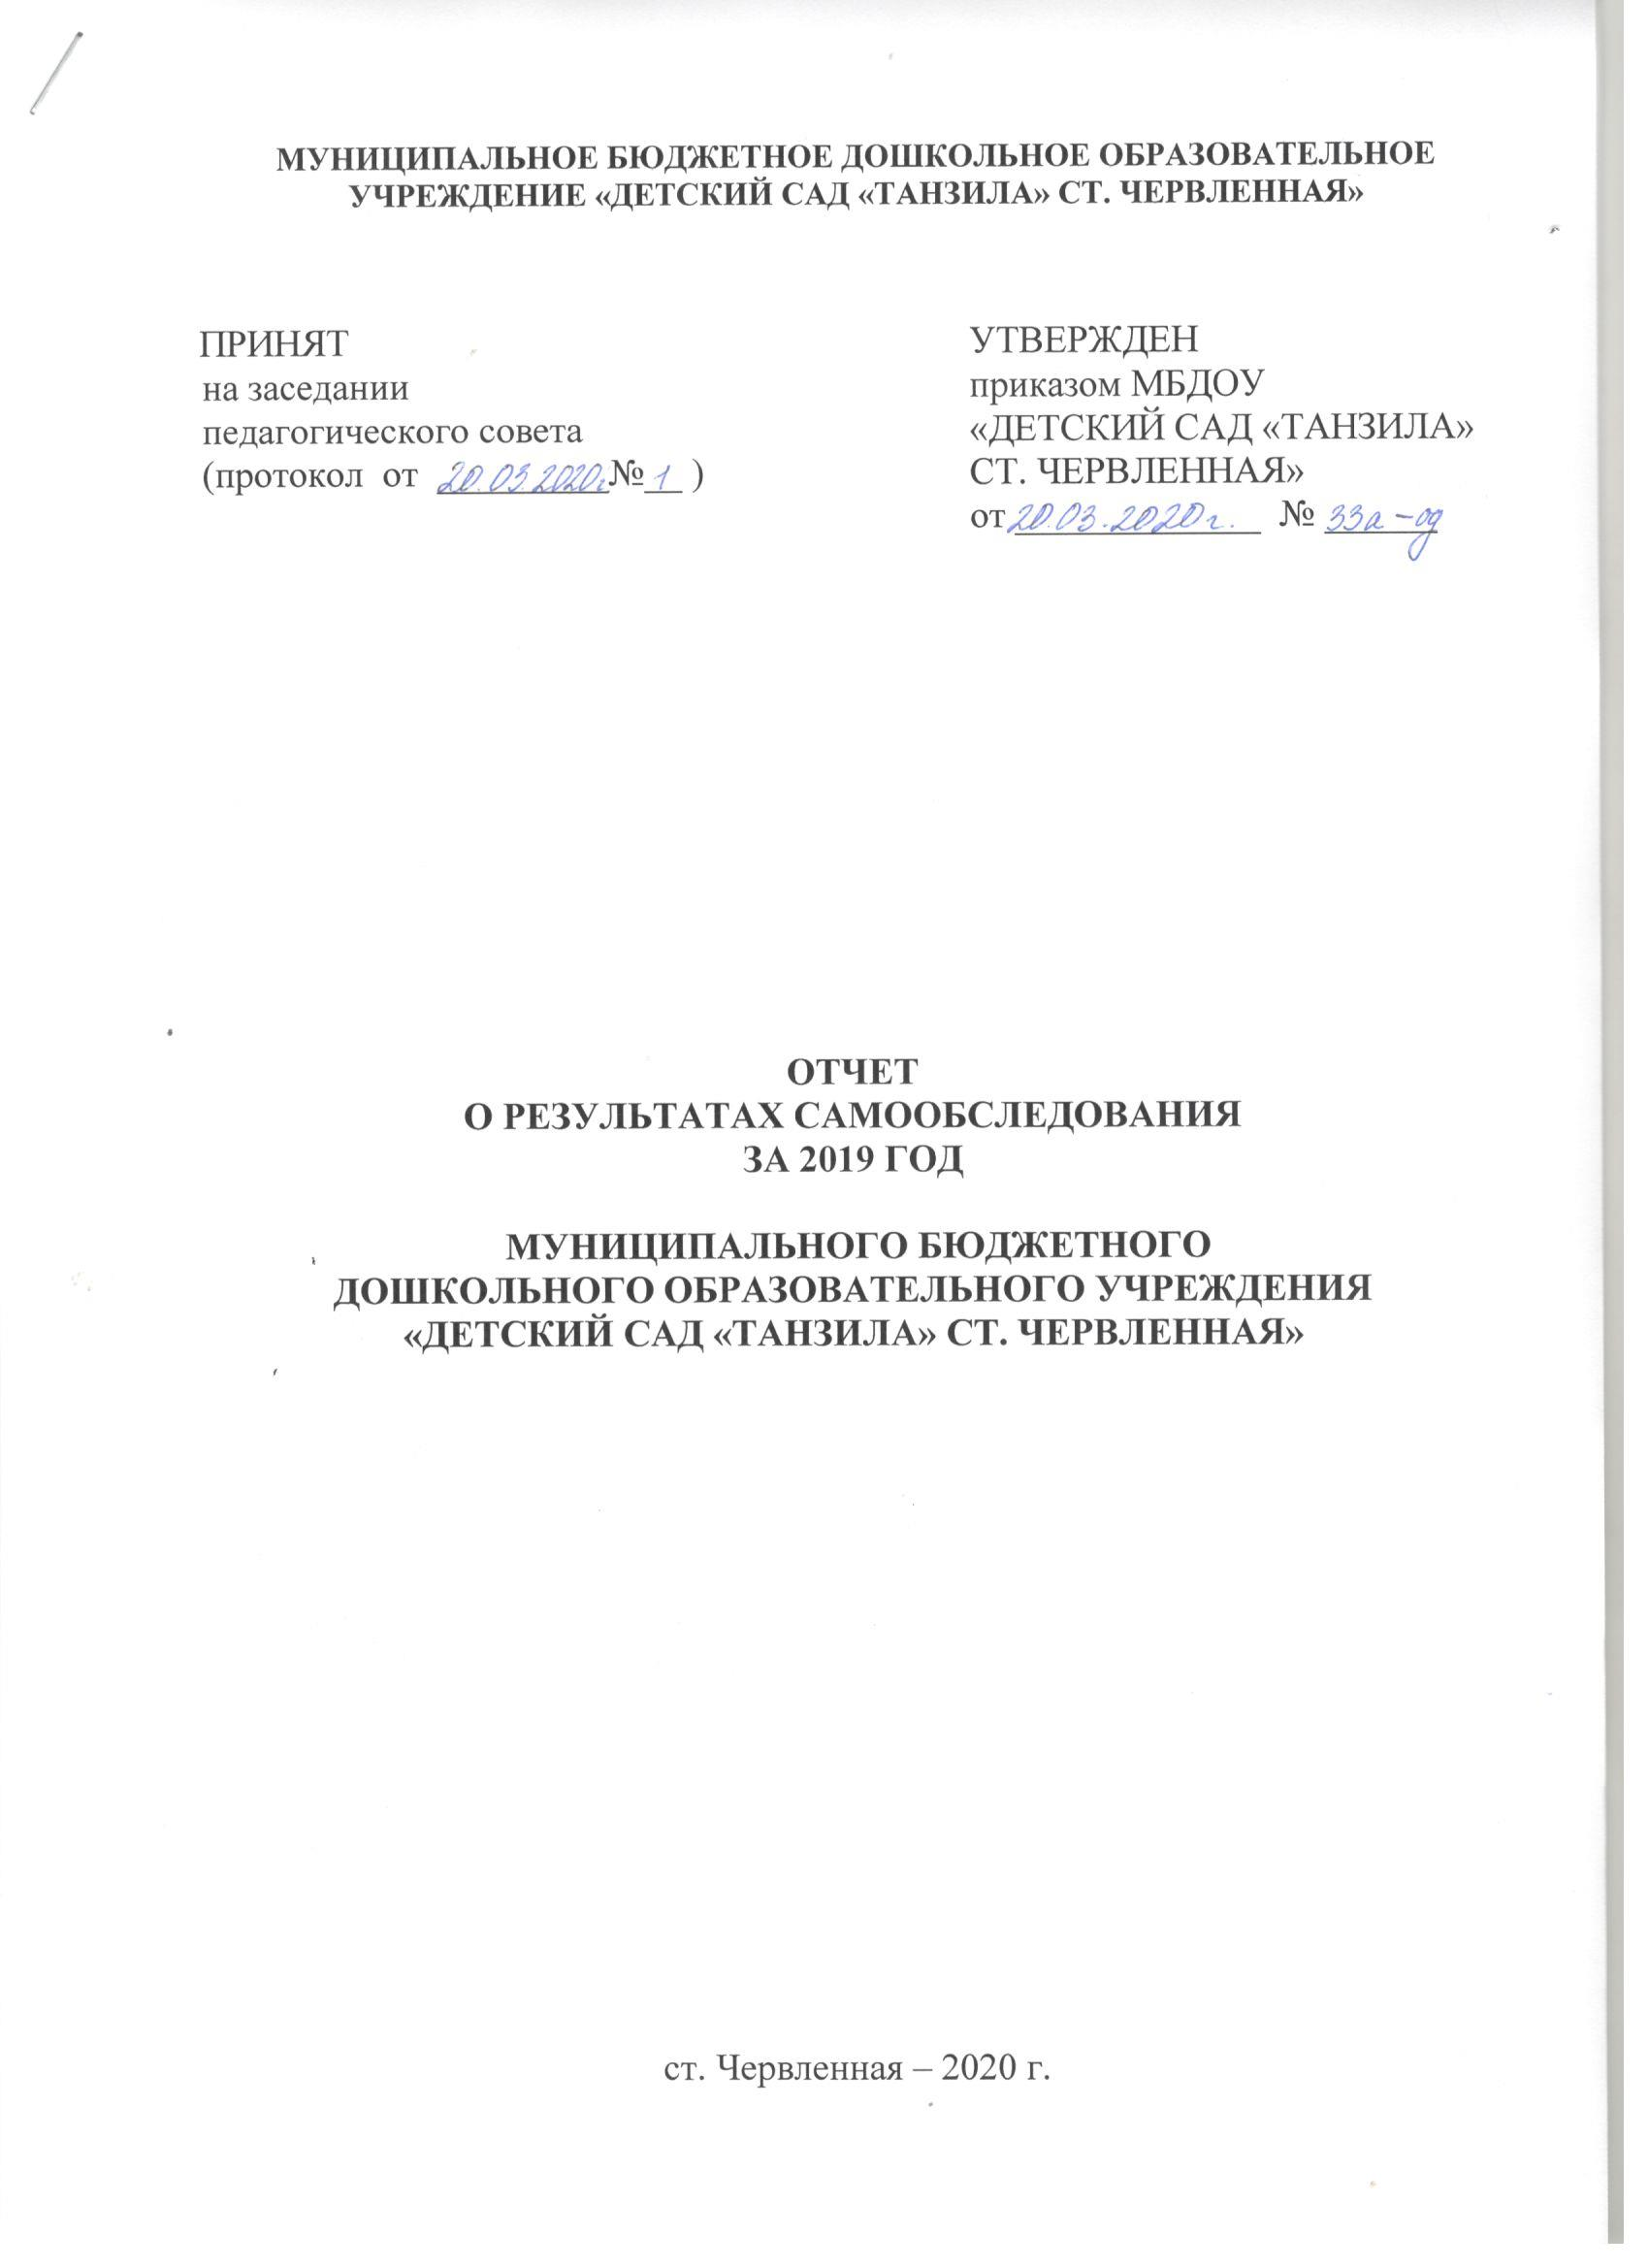 МУНИЦИПАЛЬНОЕ БЮДЖЕТНОЕ ДОШКОЛЬНОЕ ОБРАЗОВАТЕЛЬНОЕ
УЧРЕЖДЕНИЕ «ДЕТСКИЙ САД «ТАНЗИЛА» СТ. ЧЕРВЛЕННАЯ»
ПРИНЯТ
на заседании
педагогического совета
(протокол от 20.03.2020г № 1 )
УТВЕРЖДЕН
приказом МБДОУ
«ДЕТСКИЙ САД «ТАНЗИЛА»
СТ. ЧЕРВЛЕННАЯ»
от 20.03.2020г. № 33а-од
ОТЧЕТ
О РЕЗУЛЬТАТАХ САМООБСЛЕДОВАНИЯ
ЗА 2019 ГОД
МУНИЦИПАЛЬНОГО БЮДЖЕТНОГО
ДОШКОЛЬНОГО ОБРАЗОВАТЕЛЬНОГО УЧРЕЖДЕНИЯ
«ДЕТСКИЙ САД «ТАНЗИЛА» СТ. ЧЕРВЛЕННАЯ»
ст. Червленная – 2020 г.